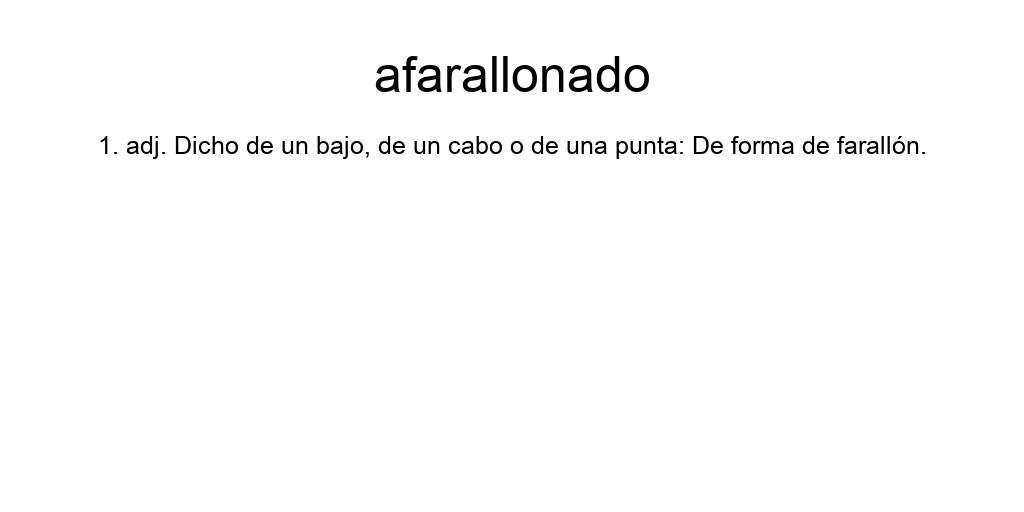 afarallonado
1. adj. Dicho de un bajo, de un cabo o de una punta: De forma de farallón.